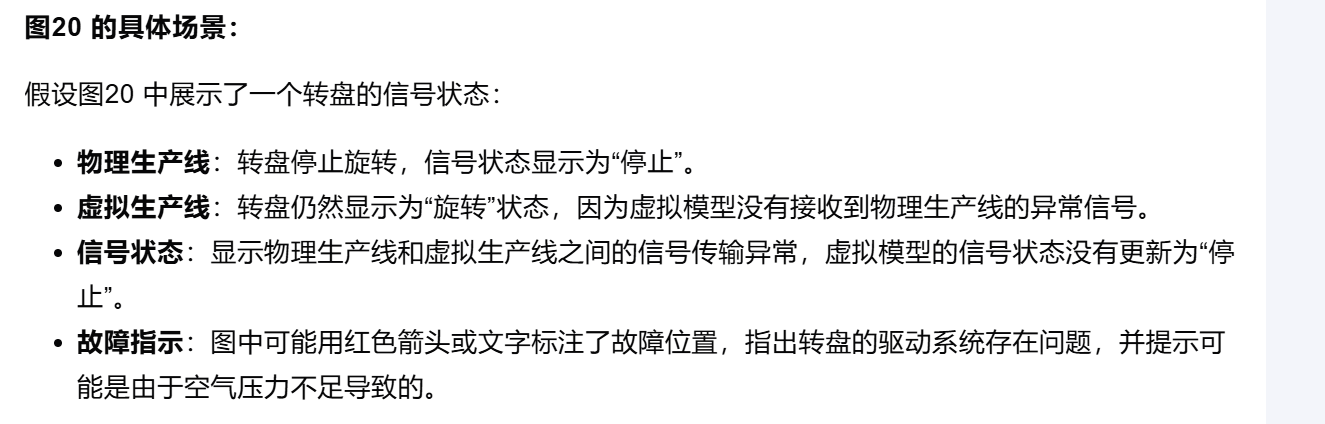 图20 的具体场景：
假设图20 中展示了一个转盘的信号状态：
• 物理生产线：转盘停止旋转，信号状态显示为“停止”。
• 虚拟生产线：转盘仍然显示为“旋转”状态，因为虚拟模型没有接收到物理生产线的异常信号。
• 信号状态：显示物理生产线和虚拟生产线之间的信号传输异常，虚拟模型的信号状态没有更新为“停
止”。
• 故障指示：图中可能用红色箭头或文字标注了故障位置，指出转盘的驱动系统存在问题，并提示可
能是由于空气压力不足导致的。